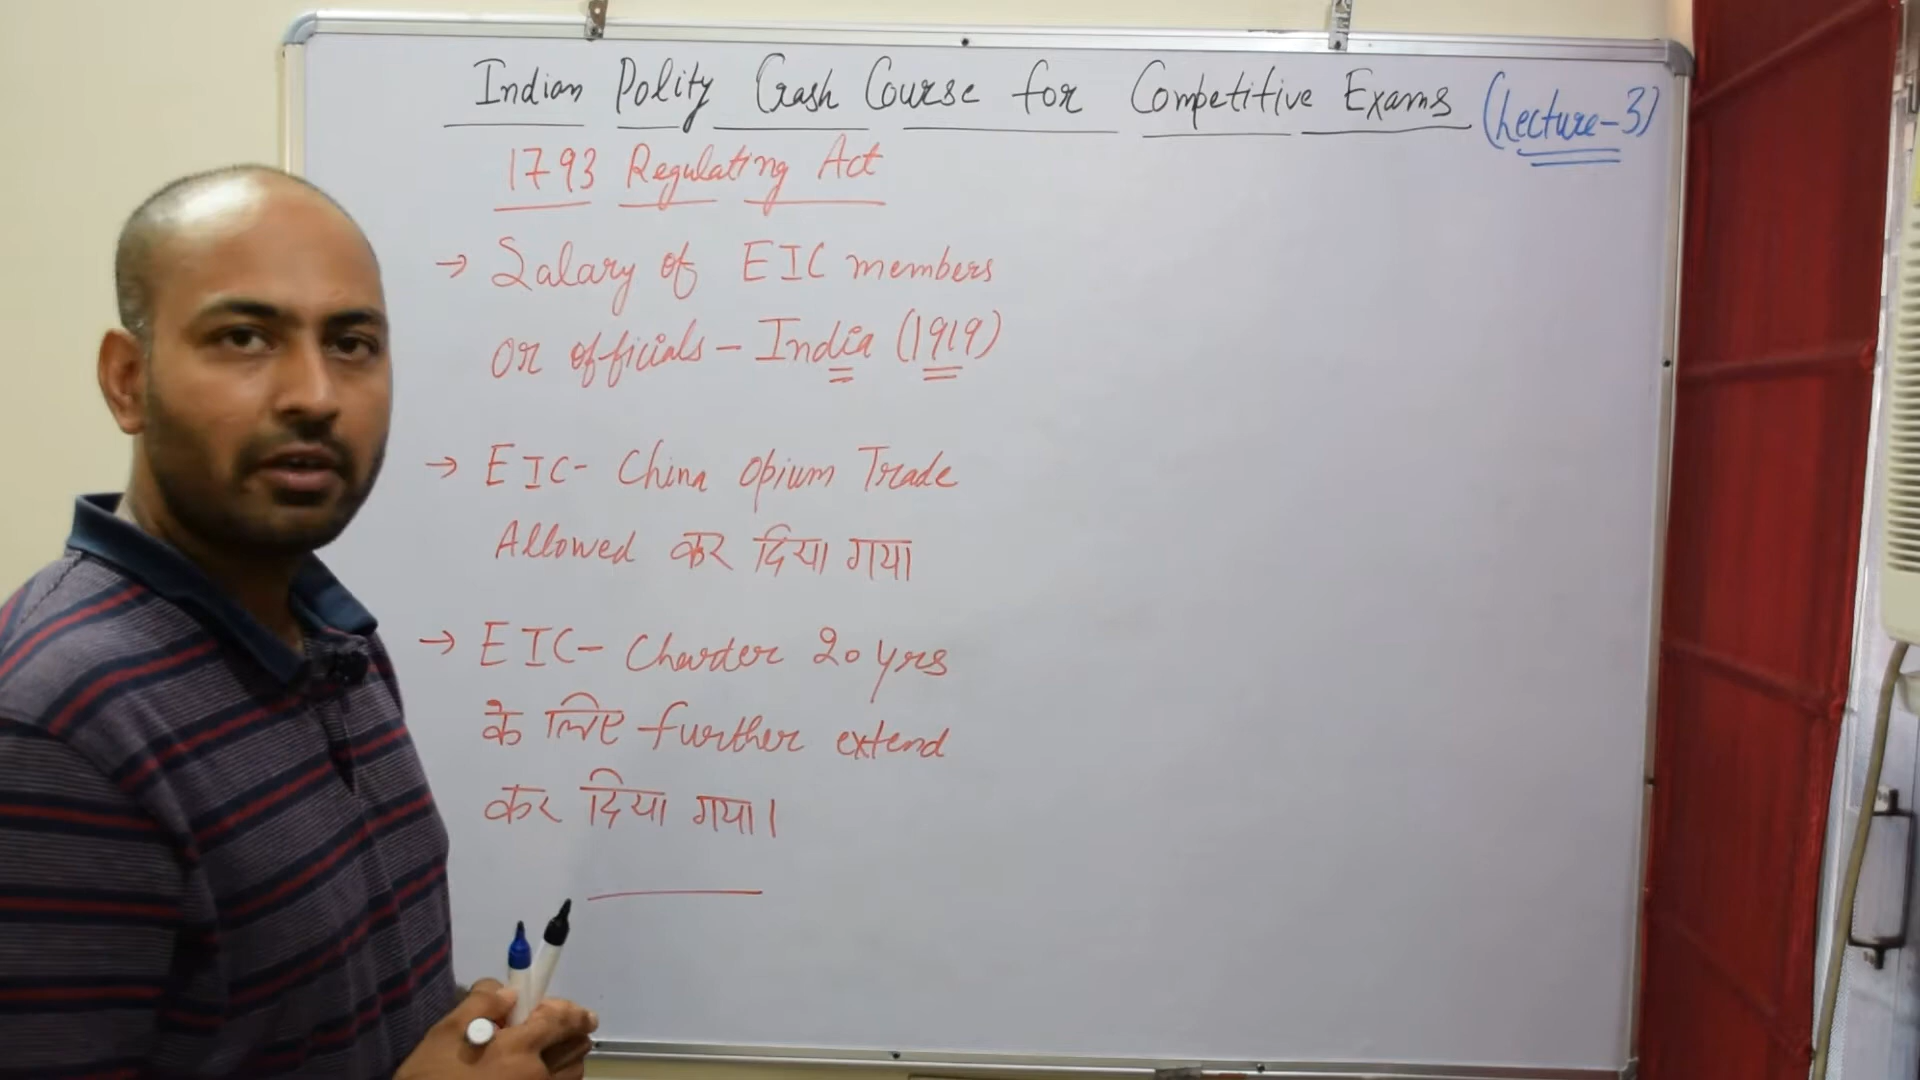 Indian Polity Crash Course for Competitive Exams (Lecture-3)
1793 Regulating Act
→ Salary of EIC members
or officials - India (1919)
→ EIC- China Opium Trade
Allowed कर दिया गया
→ EIC- Charter 20 yrs
के लिए further extend
कर दिया गया।